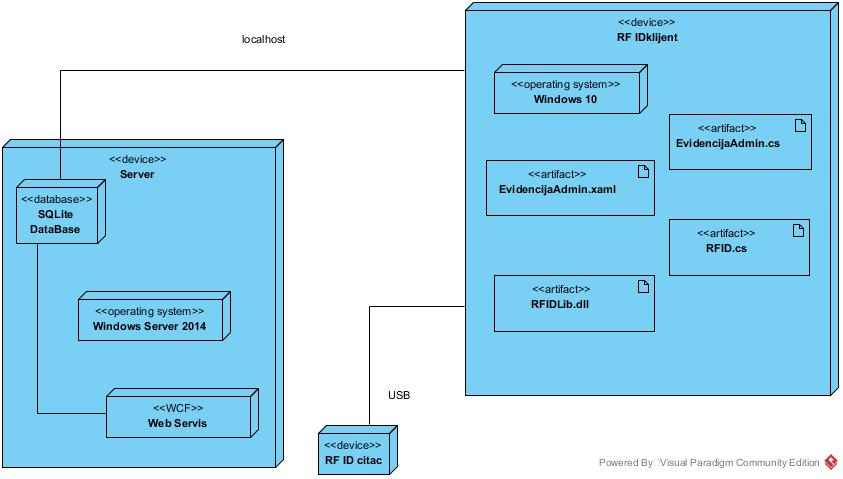 localhost
<<device>>
RF IDklijent
<<operating system>>
Windows 10
<<artifact>>
EvidencijaAdmin.cs
<<artifact>>
EvidencijaAdmin.xaml
<<artifact>>
RFID.cs
<<artifact>>
RFIDLib.dll
<<device>>
Server
<<database>>
SQLite
DataBase
<<operating system>>
Windows Server 2014
<<WCF>>
Web Servis
USB
<<device>>
RF ID citac
Powered By Visual Paradigm Community Edition